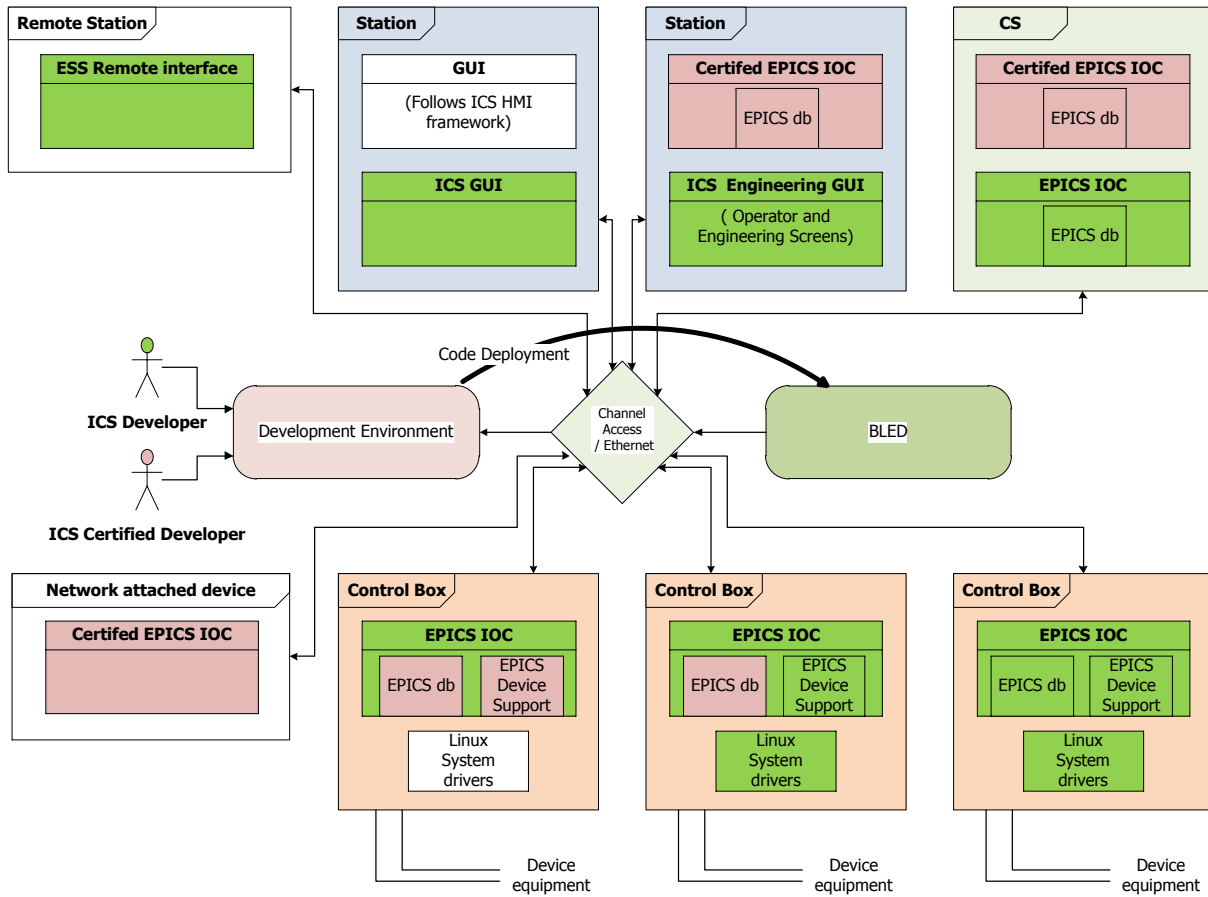 Remote Station
ESS Remote interface
Station
GUI
(Follows ICS HMI
framework)
ICS GUI
Station
Certifed EPICS IOC
EPICS db
ICS Engineering GUI
( Operator and
Engineering Screens)
CS
Certifed EPICS IOC
EPICS db
EPICS IOC
EPICS db
Code Deployment
ICS Developer
ICS Certified Developer
Development Environment
Channel
Access
/ Ethernet
BLED
Network attached device
Certifed EPICS IOC
Control Box
EPICS IOC
EPICS db
EPICS
Device
Support
Linux
System
drivers
Device
equipment
Control Box
EPICS IOC
EPICS db
EPICS
Device
Support
Linux
System
drivers
Device
equipment
Control Box
EPICS IOC
EPICS db
EPICS
Device
Support
Linux
System
drivers
Device
equipment